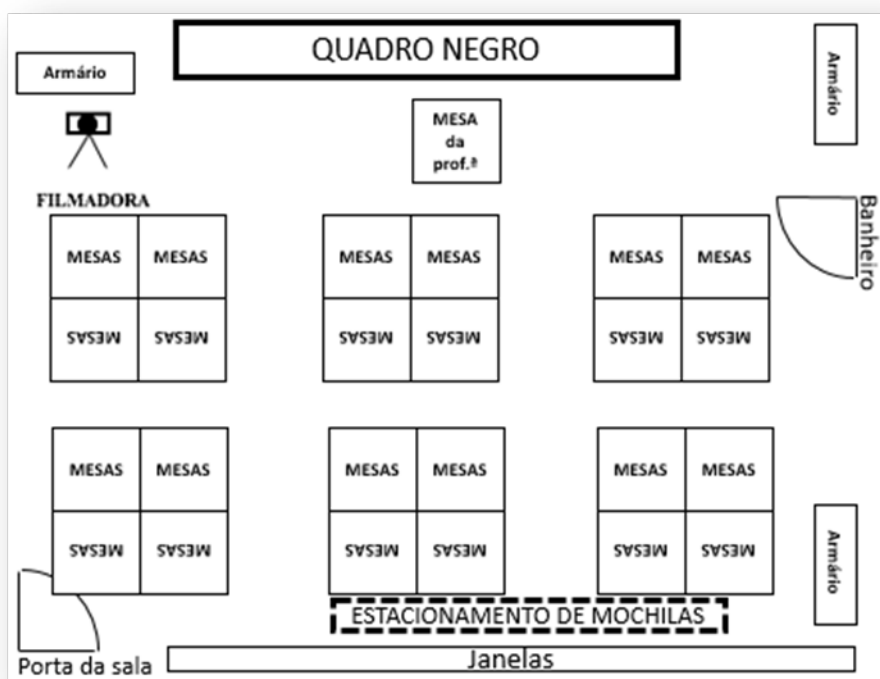 QUADRO NEGRO
Armário
Armário
MESA
da
prof.ª
FILMADORA
Banheiro
MESAS MESAS
MESAS MESAS
MESAS MESAS
MESAS MESAS
MESAS MESAS
MESAS MESAS
MESAS MESAS
MESAS MESAS
MESAS MESAS
MESAS MESAS
MESAS MESAS
MESAS MESAS
Armário
ESTACIONAMENTO DE MOCHILAS
Porta da sala
Janelas